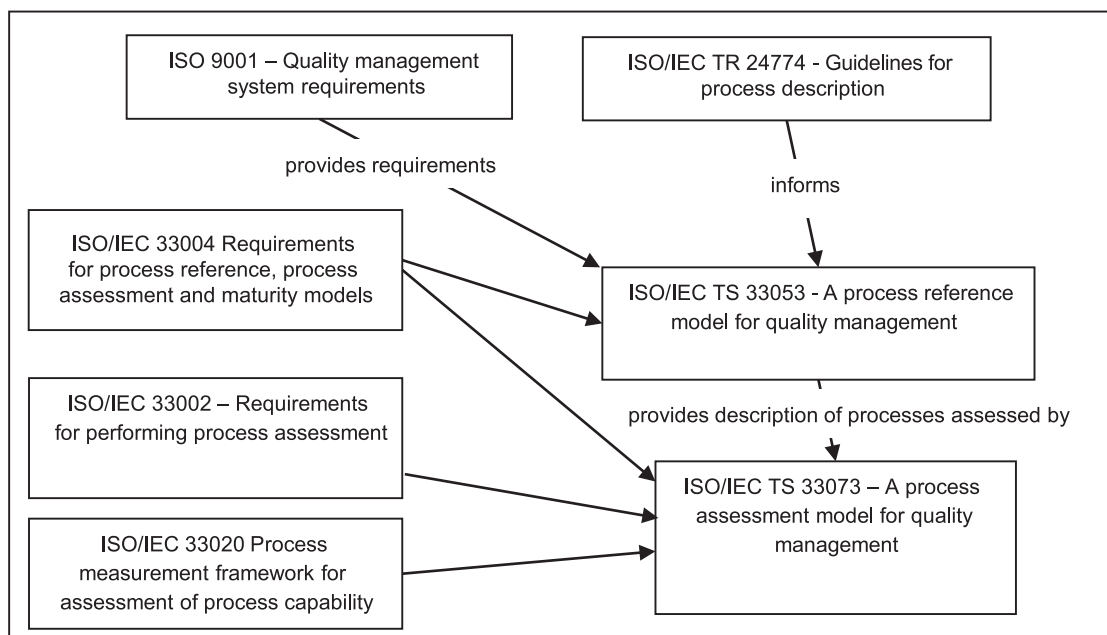 ISO 9001 – Quality management
system requirements
ISO/IEC TR 24774 - Guidelines for
process description
provides requirements
informs
ISO/IEC 33004 Requirements
for process reference, process
assessment and maturity models
ISO/IEC TS 33053 - A process reference
model for quality management
ISO/IEC 33002 – Requirements
for performing process assessment
provides description of processes assessed by
ISO/IEC TS 33073 – A process
assessment model for quality
management
ISO/IEC 33020 Process
measurement framework for
assessment of process capability